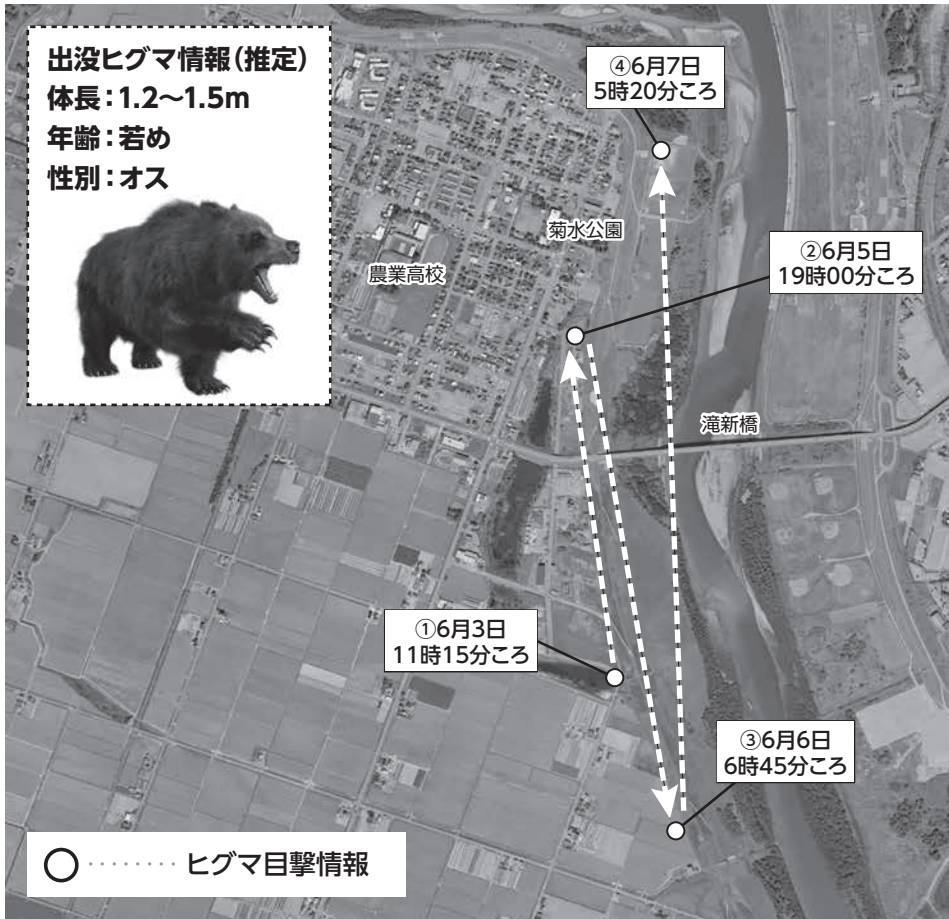 出没ヒグマ情報(推定)
体長:1.2～1.5m
年齢:若め
性別:オス
④6月7日
5時20分ころ
菊水公園
②6月5日
19時00分ころ
農業高校
滝新橋
①6月3日
11時15分ころ
③6月6日
6時45分ころ
ヒグマ目撃情報